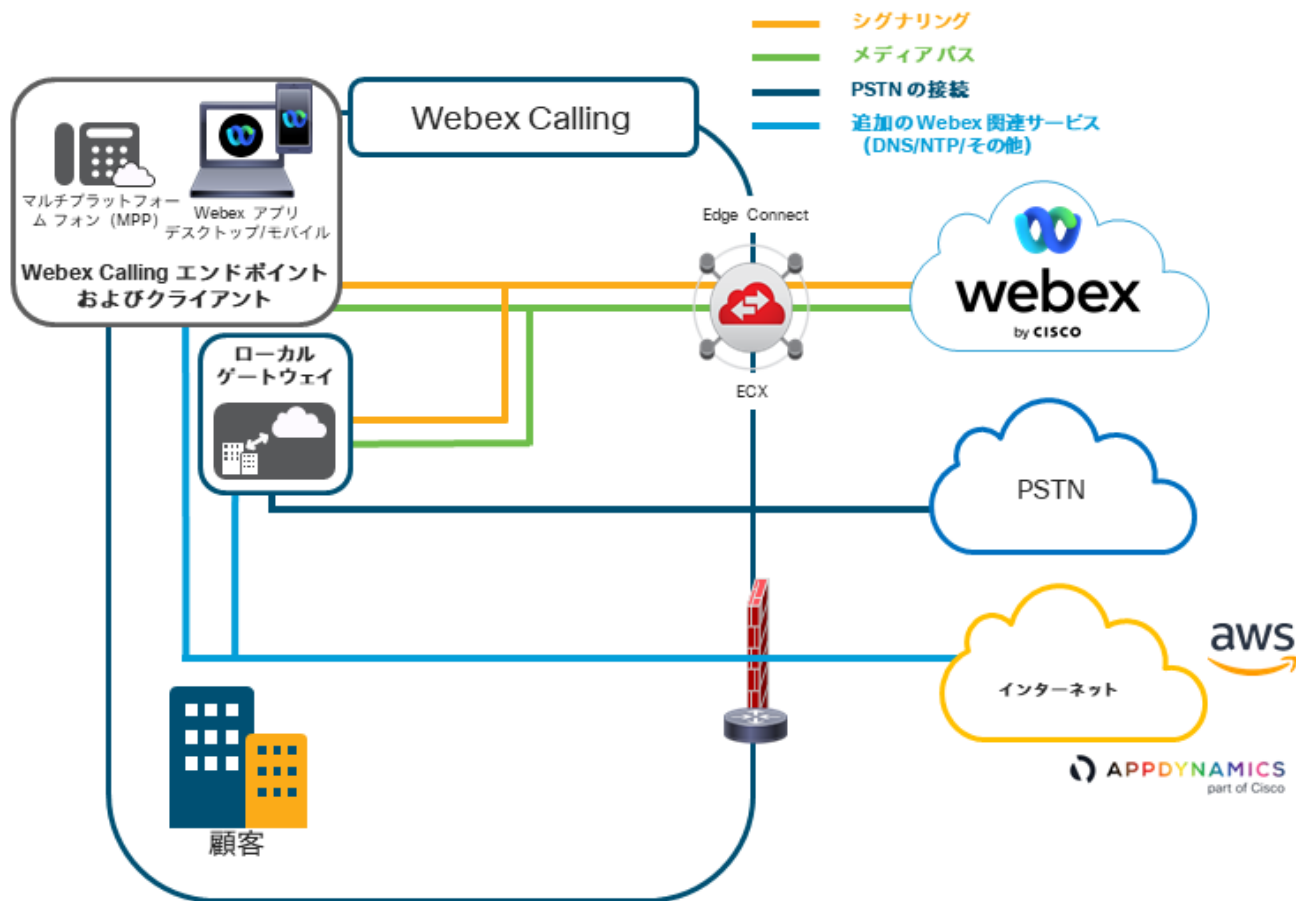 シグナリング
メディアパス
PSTN の接続
追加の Webex 関連サービス
(DNS/NTP/その他)
Webex Calling
マルチプラットフォー
ム フォン (MPP)
Webex アプリ
デスクトップ/モバイル
Webex Calling エンドポイント
およびクライアント
Edge Connect
ECX
webex
by CISCO
ローカル
ゲートウェイ
PSTN
インターネット
aws
APPDYNAMICS
part of Cisco
顧客